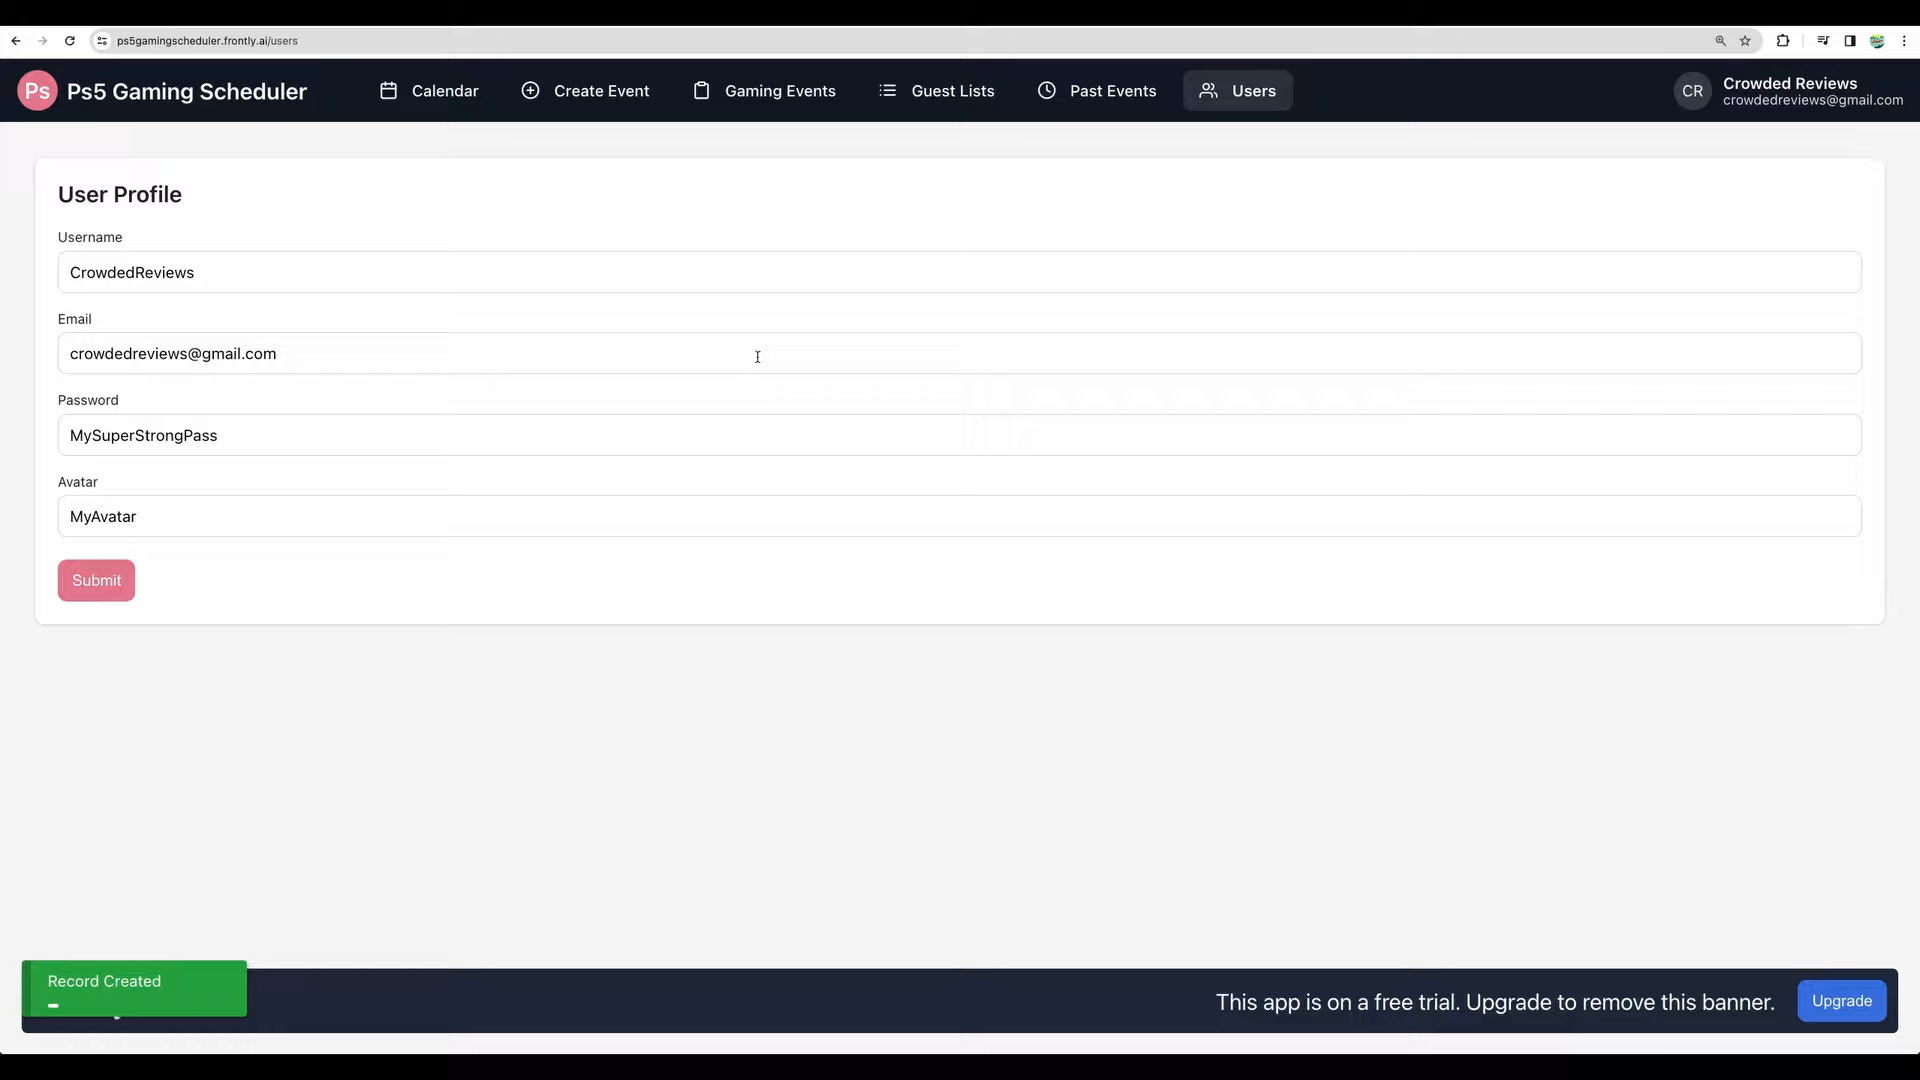 ps5gamingscheduler.frontly.ai/users
Ps Ps5 Gaming Scheduler Calendar Create Event Gaming Events Guest Lists Past Events Users CR Crowded Reviews
crowdedreviews@gmail.com
User Profile
Username
CrowdedReviews
Email
crowdedreviews@gmail.com
Password
MySuperStrongPass
Avatar
MyAvatar
Submit
Record Created
This app is on a free trial. Upgrade to remove this banner. Upgrade